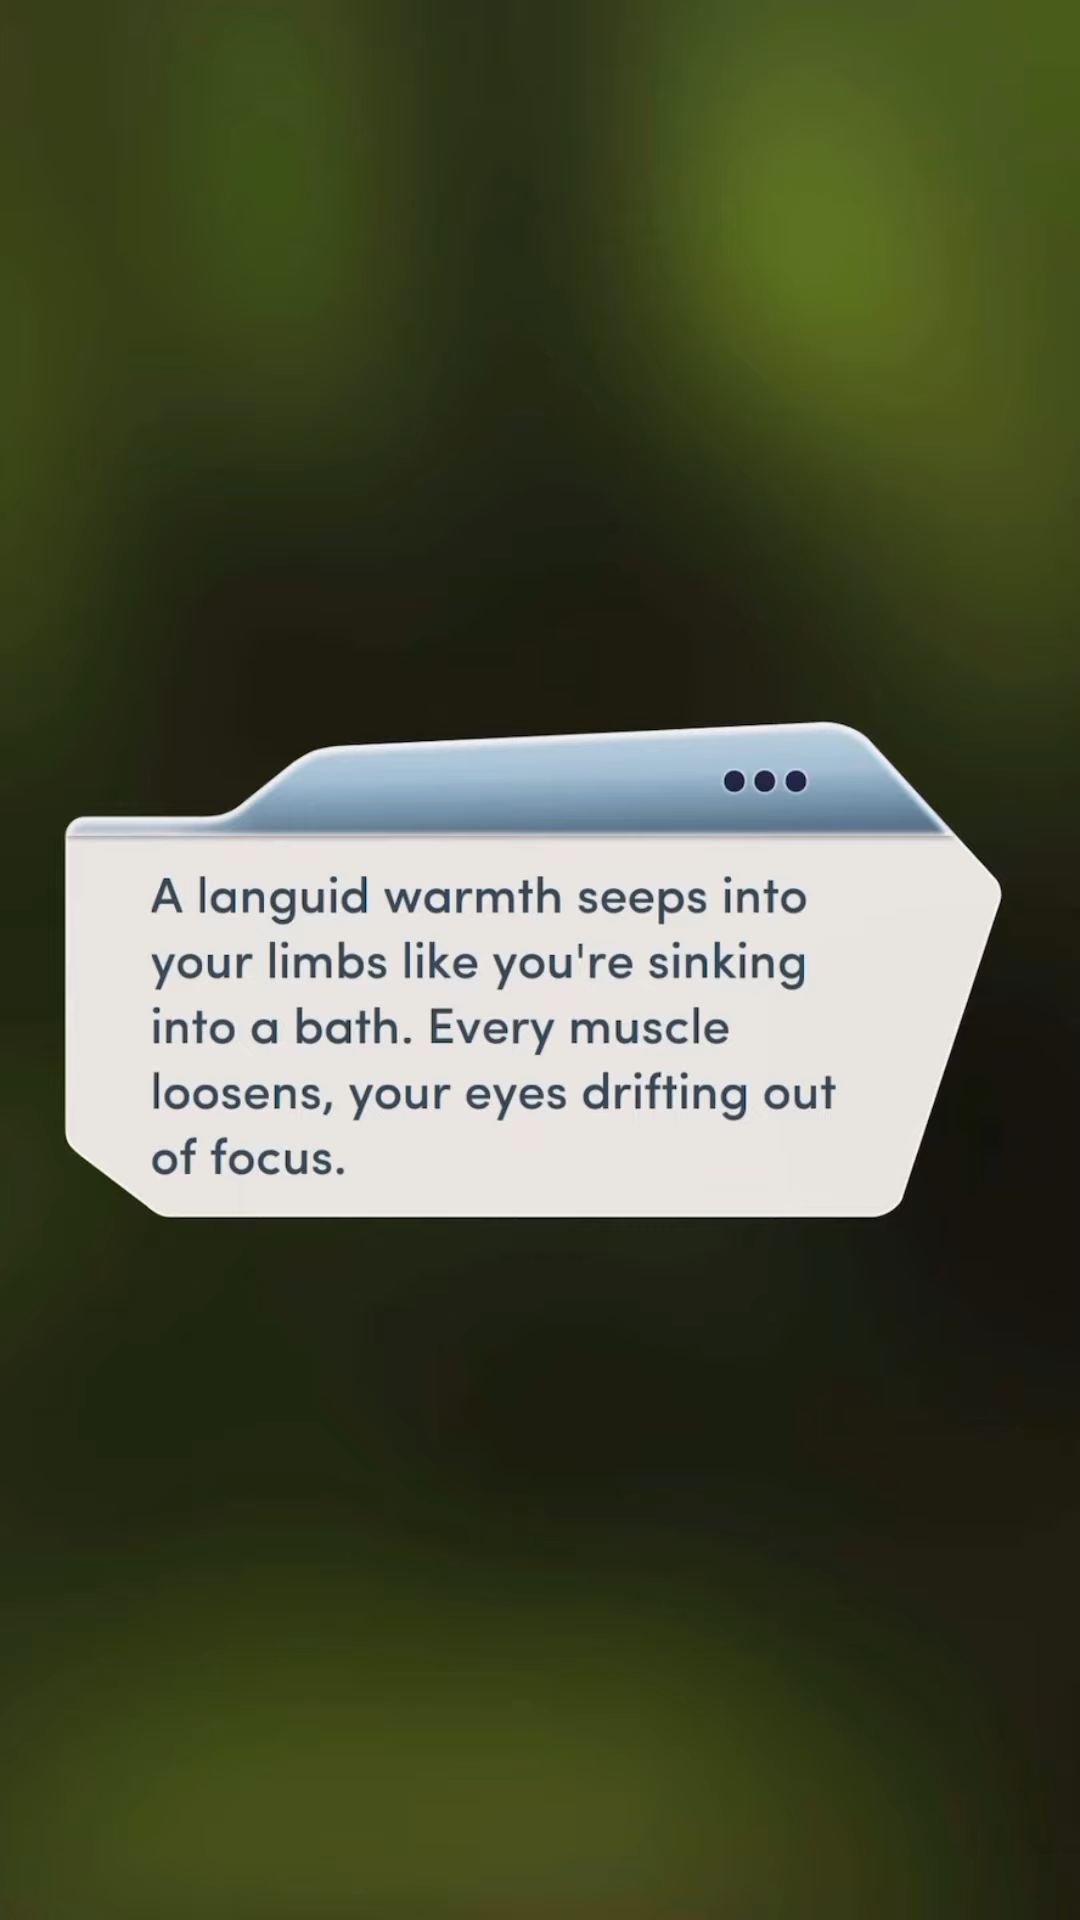 A languid warmth seeps into
your limbs like you're sinking
into a bath. Every muscle
loosens, your eyes drifting out
of focus.